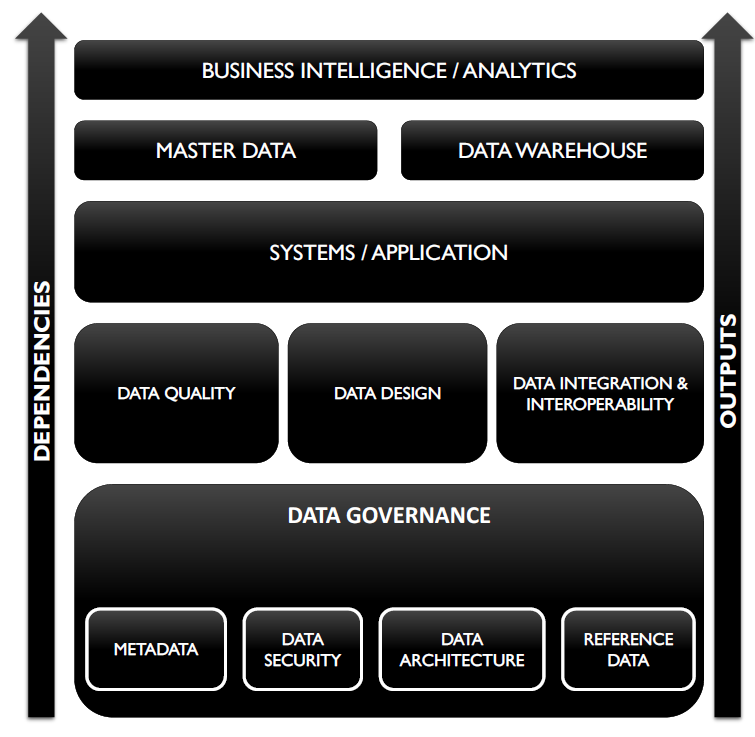 BUSINESS INTELLIGENCE / ANALYTICS
MASTER DATA
DATA WAREHOUSE
SYSTEMS / APPLICATION
DEPENDENCIES
OUTPUTS
DATA QUALITY
DATA DESIGN
DATA INTEGRATION &
INTEROPERABILITY
DATA GOVERNANCE
METADATA
DATA
SECURITY
DATA
ARCHITECTURE
REFERENCE
DATA